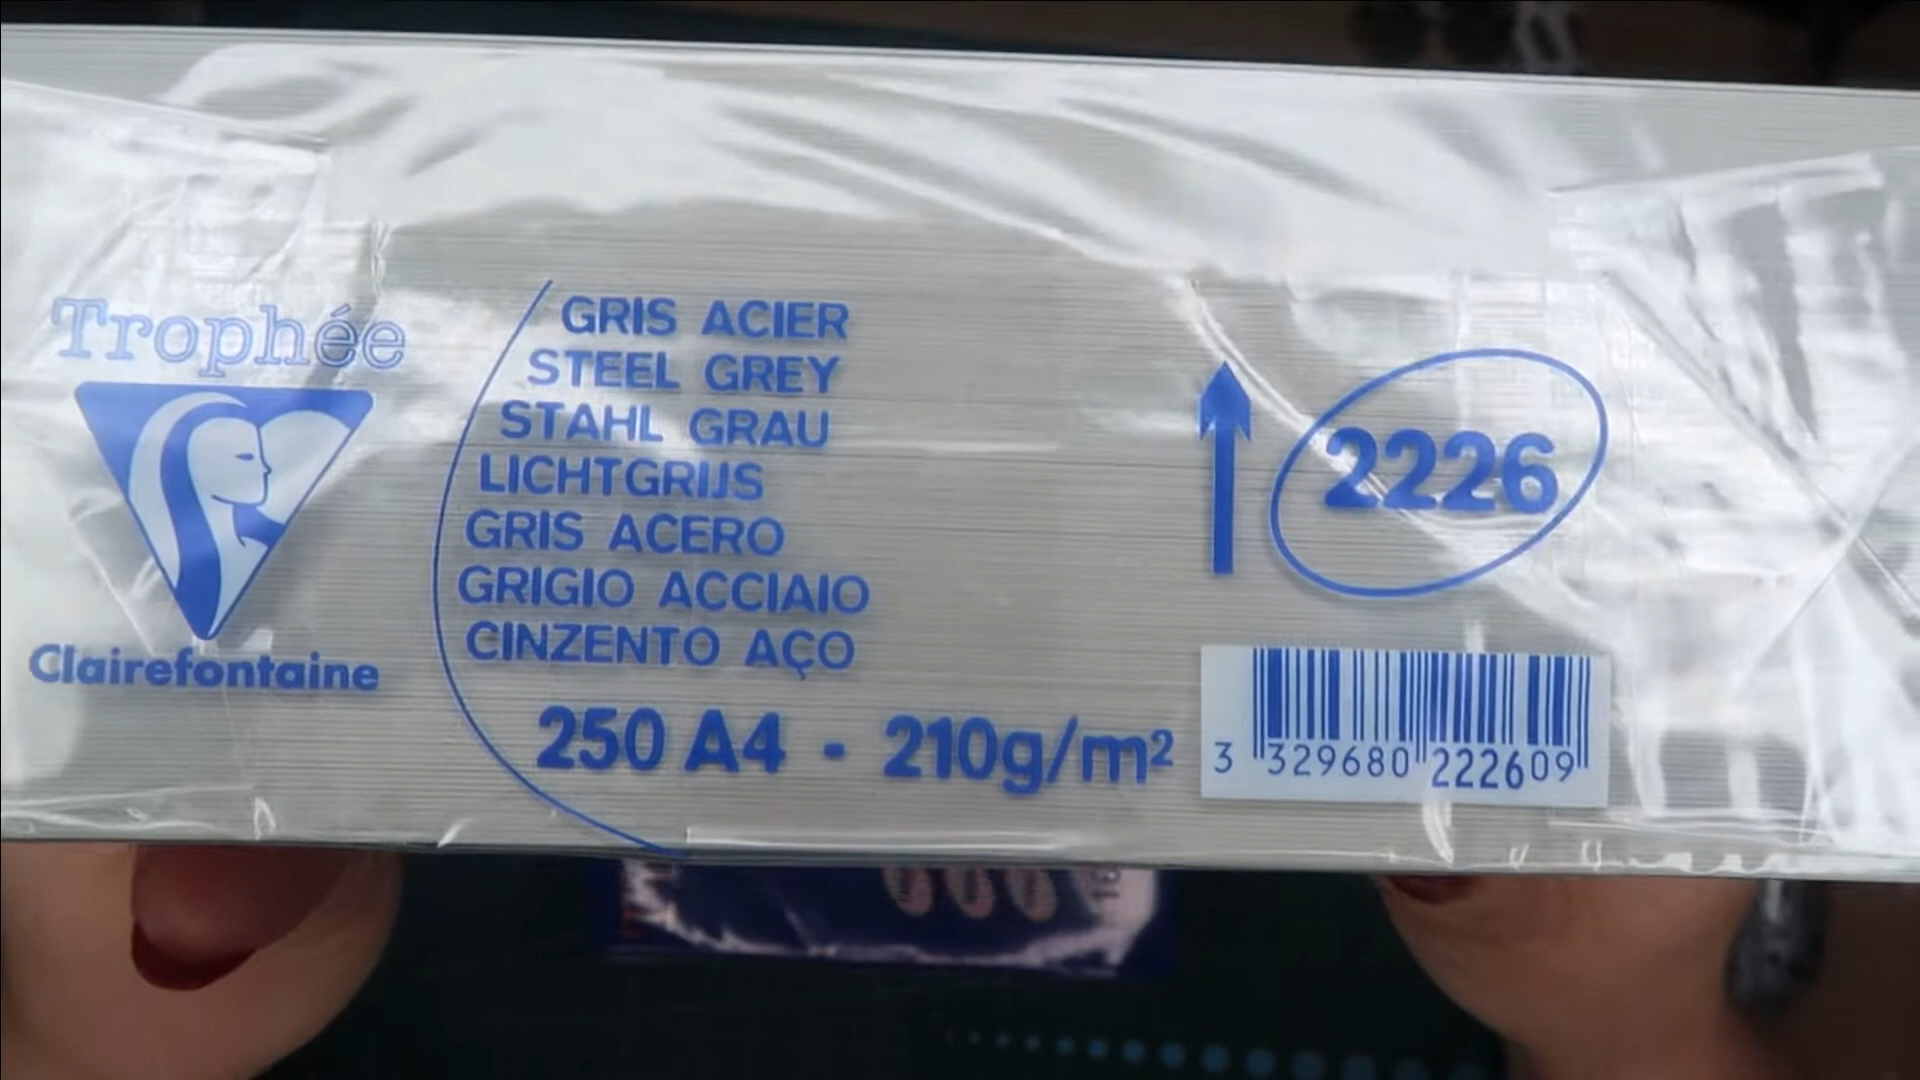 Trophée
Clairefontaine
GRIS ACIER
STEEL GREY
STAHL GRAU
LICHTGRIJS
GRIS ACERO
GRIGIO ACCIAIO
CINZENTO AÇO
250 A4 - 210g/m²
2226
3 329680 222609